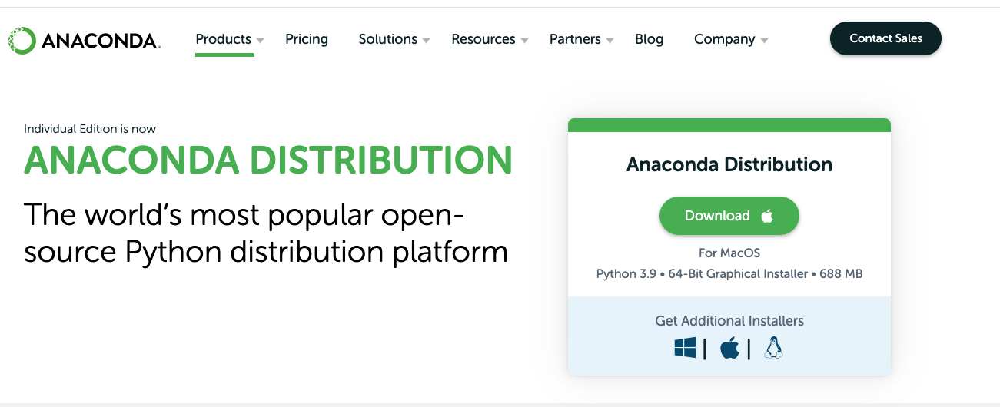 ANACONDA.
Products Pricing Solutions Resources Partners Blog Company Contact Sales
Individual Edition is now
ANACONDA DISTRIBUTION
The world’s most popular open-
source Python distribution platform
Anaconda Distribution
Download
For MacOS
Python 3.9 • 64-Bit Graphical Installer • 688 MB
Get Additional Installers
| |